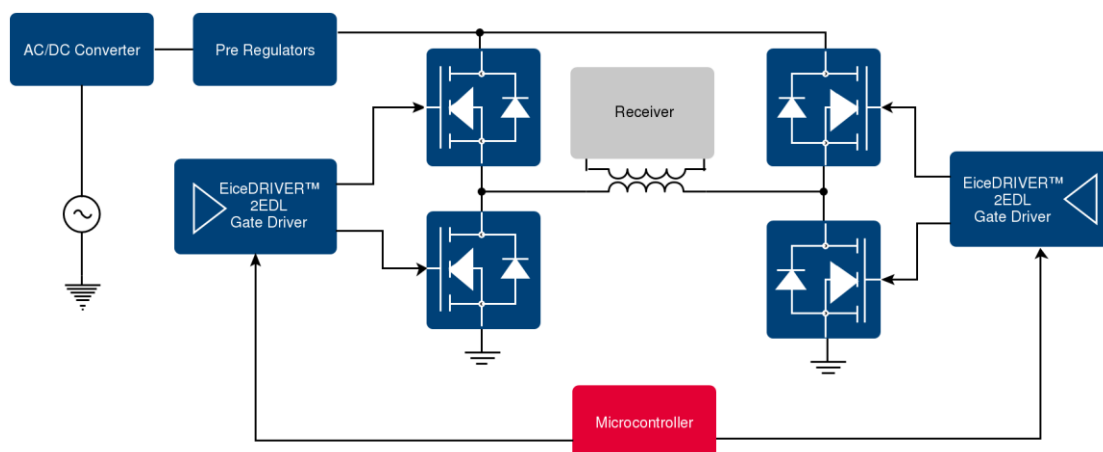 AC/DC Converter
Pre Regulators
Receiver
EiceDRIVER™
2EDL
Gate Driver
EiceDRIVER™
2EDL
Gate Driver
Microcontroller